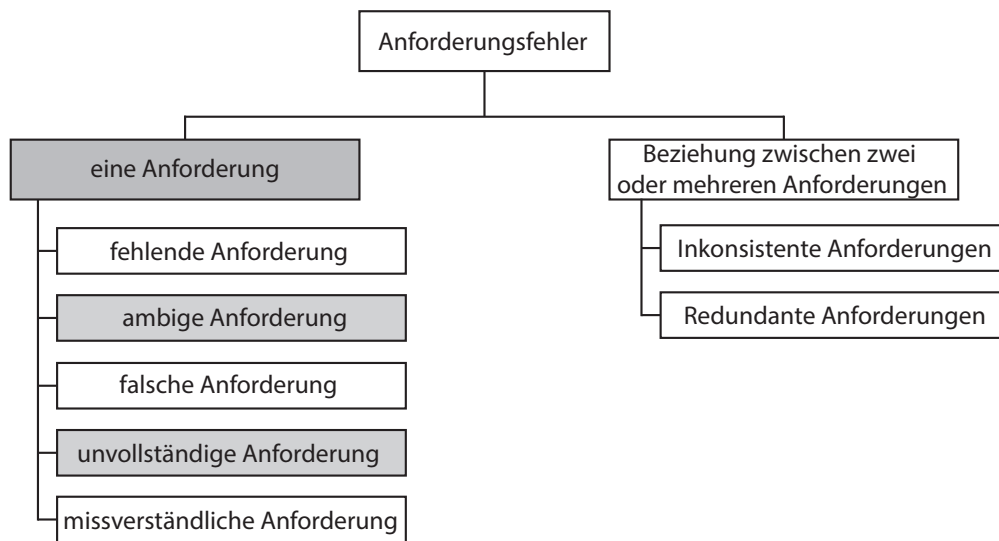 Anforderungsfehler
eine Anforderung
fehlende Anforderung
ambige Anforderung
falsche Anforderung
unvollständige Anforderung
missverständliche Anforderung
Beziehung zwischen zwei
oder mehreren Anforderungen
Inkonsistente Anforderungen
Redundante Anforderungen